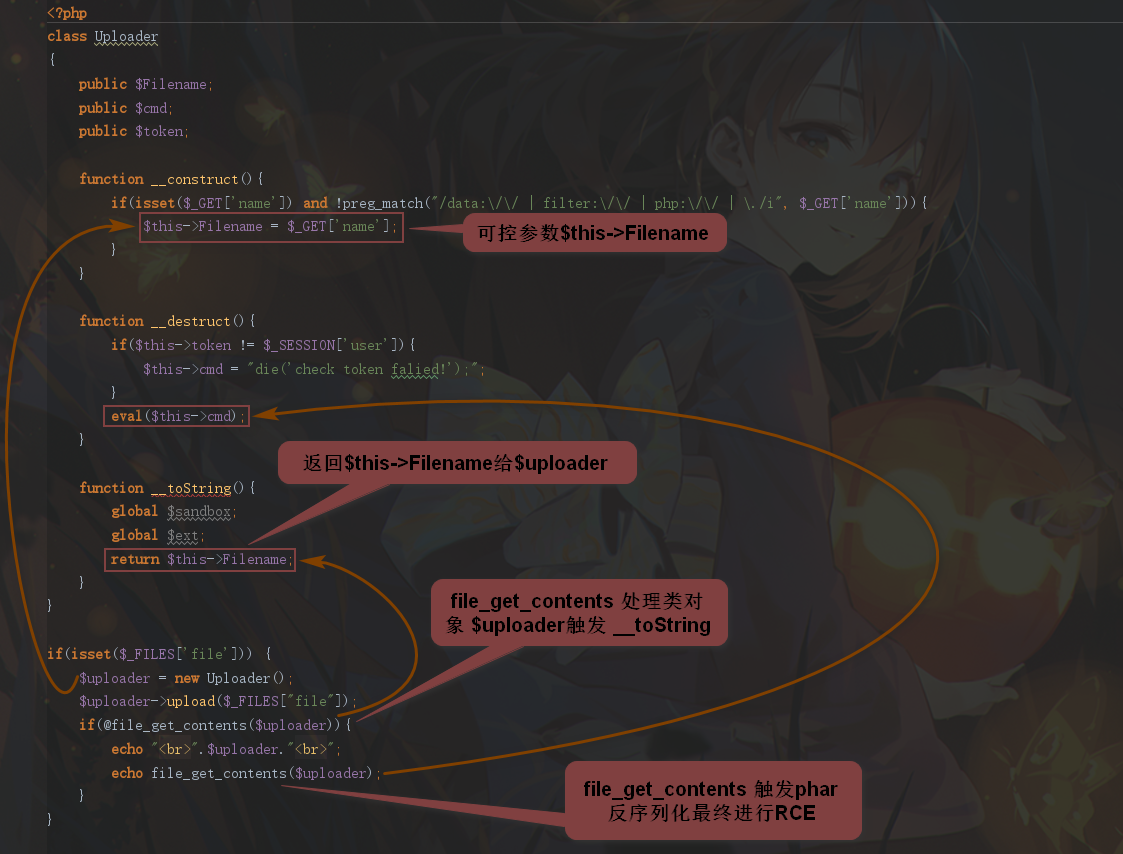 <?php
class Uploader
{
public $Filename;
public $cmd;
public $token;
function __construct(){
if(isset($_GET['name']) and !preg_match("/data:\/\/ | filter:\/\/ | php:\/\/ | \./i", $_GET['name'])){
$this->Filename = $_GET['name'];
可控参数$this->Filename
}
}
function __destruct(){
if($this->token != $_SESSION['user']){
$this->cmd = "die('check token falied!');";
}
eval($this->cmd);
}
返回$this->Filename给$uploader
function __toString(){
global $sandbox;
global $ext;
return $this->Filename;
}
}
file_get_contents 处理类对
象 $uploader触发 __toString
if(isset($_FILES['file'])) {
$uploader = new Uploader();
$uploader->upload($_FILES["file"]);
if(@file_get_contents($uploader)){
echo "<br>".$uploader."<br>";
echo file_get_contents($uploader);
}
file_get_contents 触发phar
反序列化最终进行RCE
}